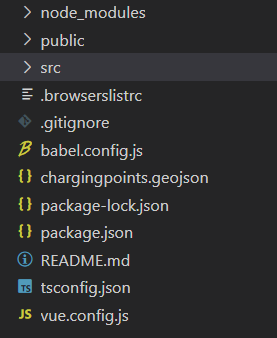 node_modules
public
src
.browserslistrc
.gitignore
babel.config.js
chargingpoints.geojson
package-lock.json
package.json
README.md
tsconfig.json
vue.config.js